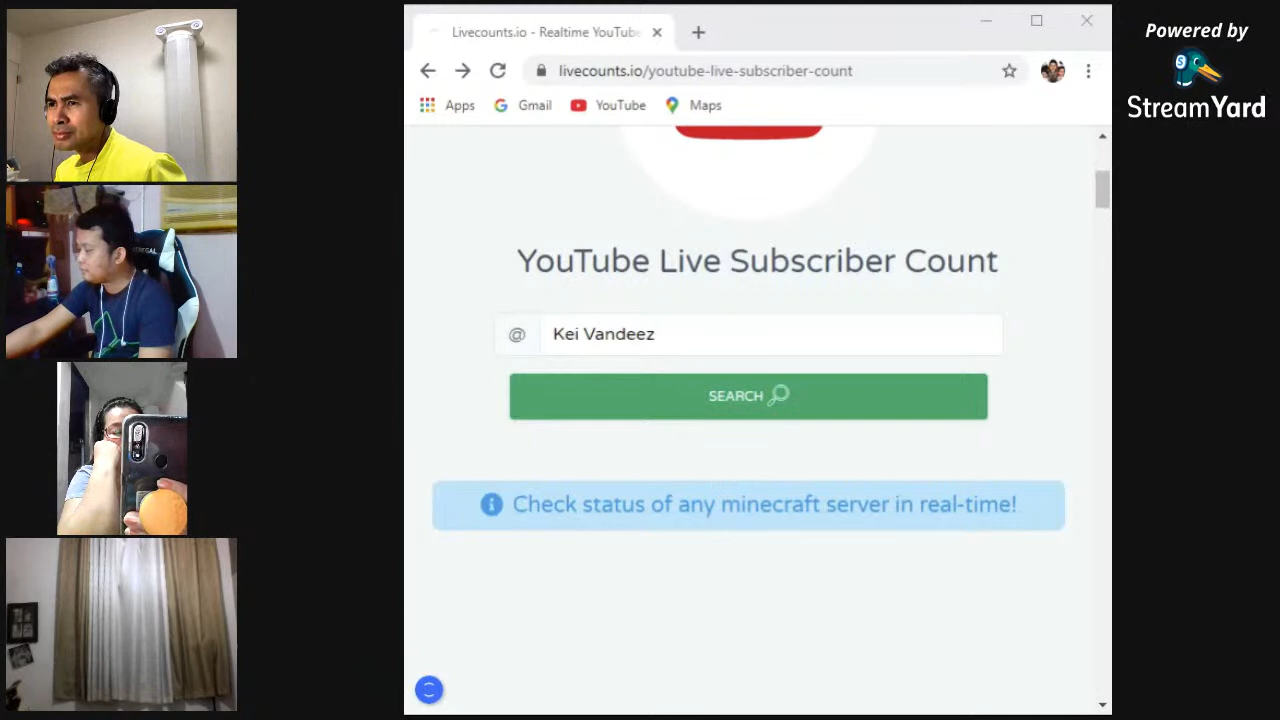 Livecounts.io - Realtime YouTube
livecounts.io/youtube-live-subscriber-count
Apps Gmail YouTube Maps
YouTube Live Subscriber Count
@ Kei Vandeez
SEARCH
Check status of any minecraft server in real-time!
Powered by
StreamYard